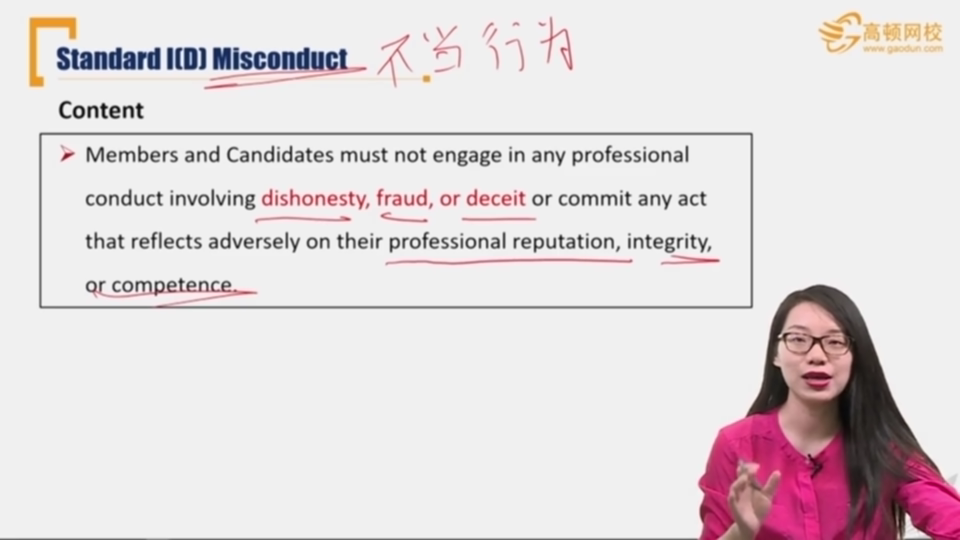 Standard I(D) Misconduct 不当行为
高顿网校
www.gaodun.com
Content
Members and Candidates must not engage in any professional
conduct involving dishonesty, fraud, or deceit or commit any act
that reflects adversely on their professional reputation, integrity,
or competence.